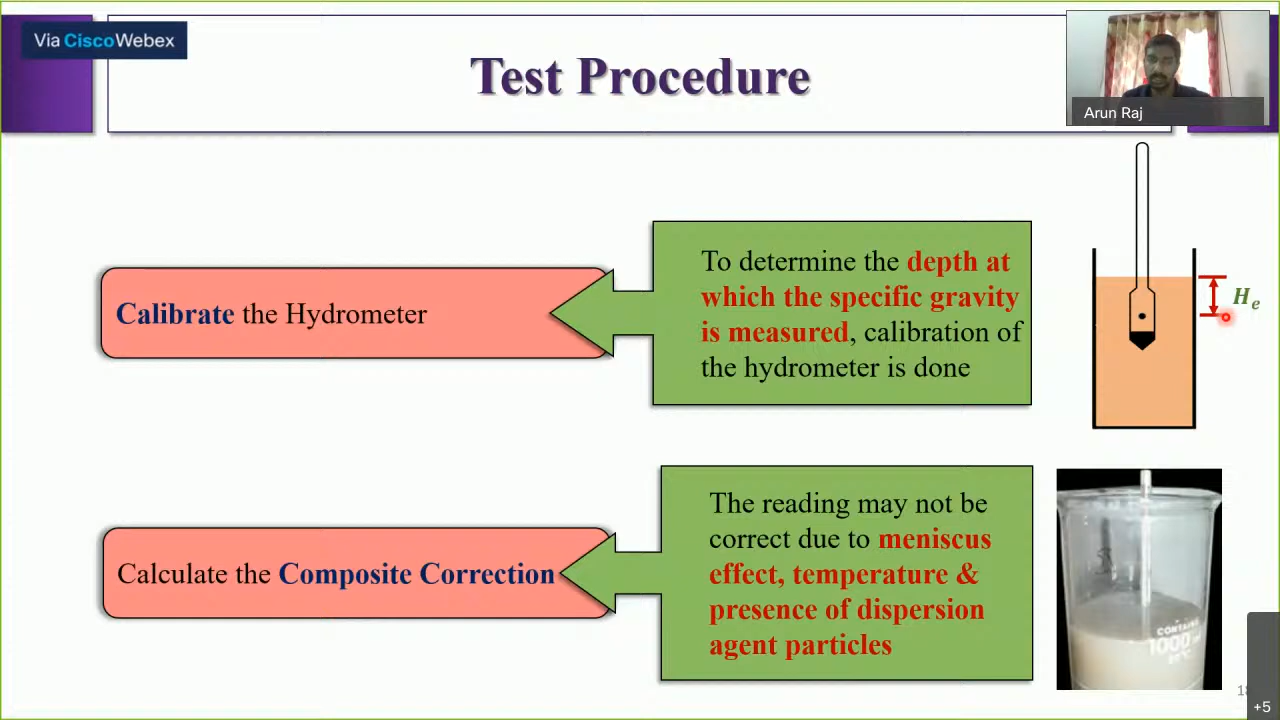 Via CiscoWebex
Test Procedure
Arun Raj
Calibrate the Hydrometer
To determine the depth at
which the specific gravity
is measured, calibration of
the hydrometer is done
He
Calculate the Composite Correction
The reading may not be
correct due to meniscus
effect, temperature &
presence of dispersion
agent particles
1000
+5